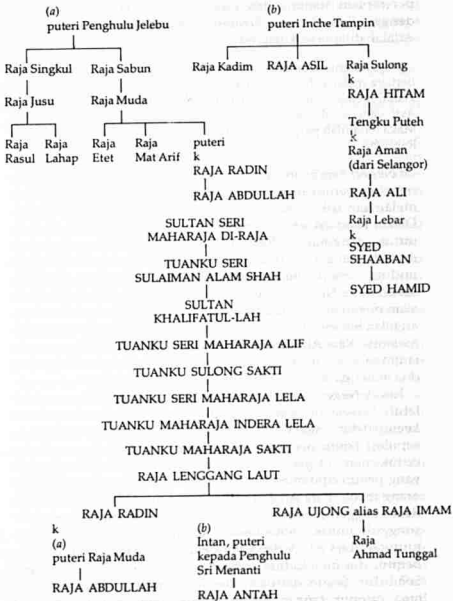 (a)
puteri Penghulu Jelebu
(b)
puteri Inche Tampin
Raja Singkul Raja Sabun
Raja Kadim RAJA ASIL Raja Sulong
k
RAJA HITAM
Raja Jusu Raja Muda
Tengku Puteh
k
Raja Raja Raja Raja puteri
Rasul Lahap Etet Mat Arif k
Raja Aman
(dari Selangor)
RAJA RADIN
RAJA ABDULLAH
RAJA ALI
Raja Lebar
k
SYED
SHAABAN
SYED HAMID
SULTAN SERI
MAHARAJA DI-RAJA
TUANKU SERI
SULAIMAN ALAM SHAH
SULTAN
KHALIFATUL-LAH
TUANKU SERI MAHARAJA ALIF
TUANKU SULONG SAKTI
TUANKU SERI MAHARAJA LELA
TUANKU MAHARAJA INDERA LELA
TUANKU MAHARAJA SAKTI
RAJA LENGGANG LAUT
RAJA RADIN RAJA UJONG alias RAJA IMAM
k
(a)
puteri Raja Muda
RAJA ABDULLAH
(b)
Intan, puteri
kepada Penghulu
Sri Menanti
RAJA ANTAH
Raja
Ahmad Tunggal